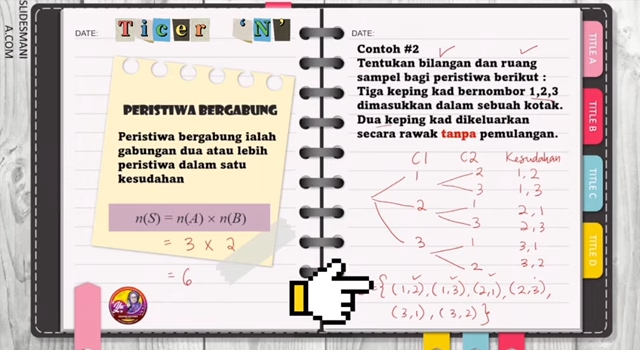 SLIDESMANI
A.COM
DATE:
Ticer 'N'
PERISTIWA BERGABUNG
Peristiwa bergabung ialah
gabungan dua atau lebih
peristiwa dalam satu
kesudahan
n(S) = n(A) × n(B)
= 3 × 2
= 6
DATE:
Contoh #2
Tentukan bilangan dan ruang
sampel bagi peristiwa berikut :
Tiga keping kad bernombor 1,2,3
dimasukkan dalam sebuah kotak.
Dua keping kad dikeluarkan
secara rawak tanpa pemulangan.
C1 C2 Kesudahan
1 2 1, 2
3 1, 3
2 1 2, 1
3 2, 3
3 1 3, 1
2 3, 2
{ (1,2), (1,3), (2,1), (2,3),
(3,1), (3,2) }
TITLE A
TITLE B
TITLE C
TITLE D